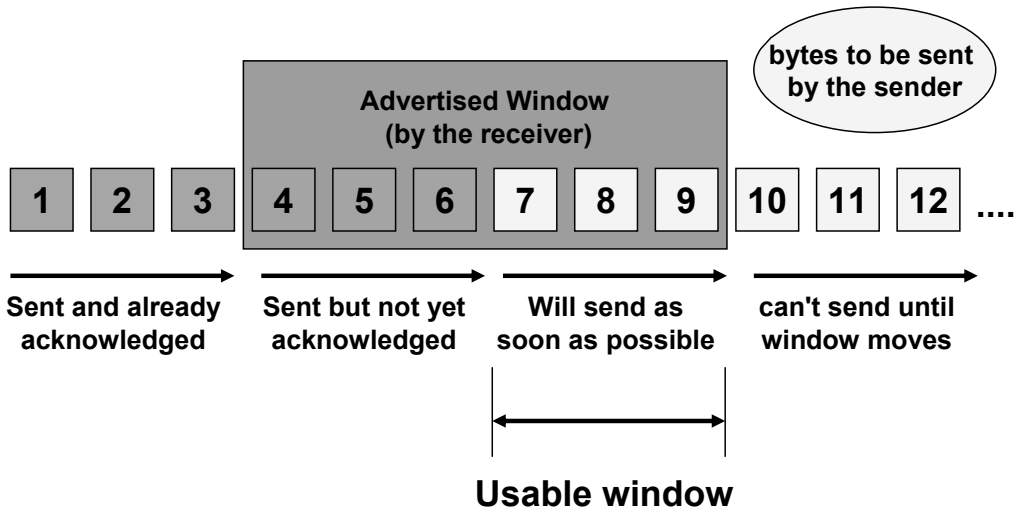 bytes to be sent
by the sender
Advertised Window
(by the receiver)
1 2 3 4 5 6 7 8 9 10 11 12 ....
Sent and already
acknowledged
Sent but not yet
acknowledged
Will send as
soon as possible
can't send until
window moves
Usable window